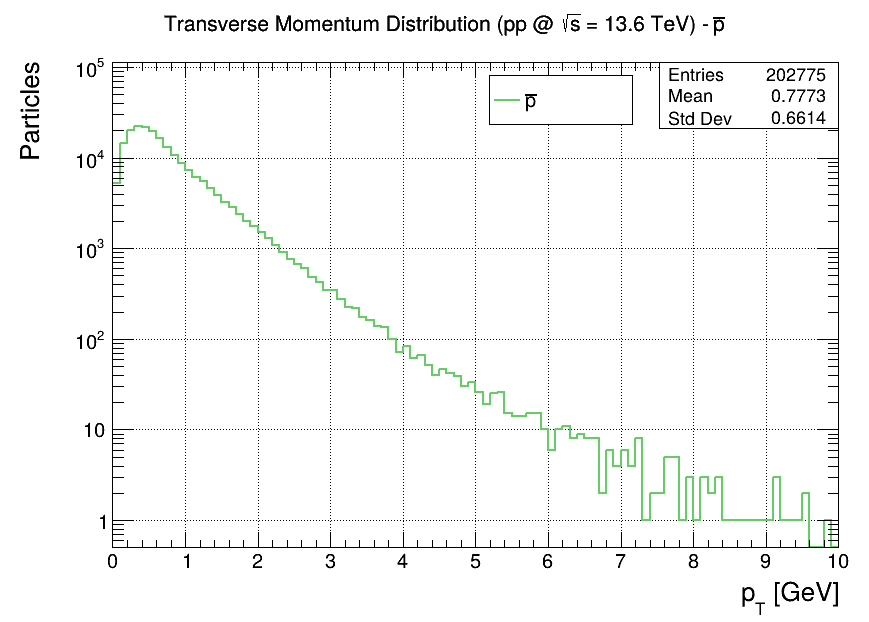 Transverse Momentum Distribution (pp @ √s = 13.6 TeV) - p̅
Particles
10⁵
10⁴
10³
10²
10
1
p̅
Entries 202775
Mean 0.7773
Std Dev 0.6614
0 1 2 3 4 5 6 7 8 9 10
p_T [GeV]